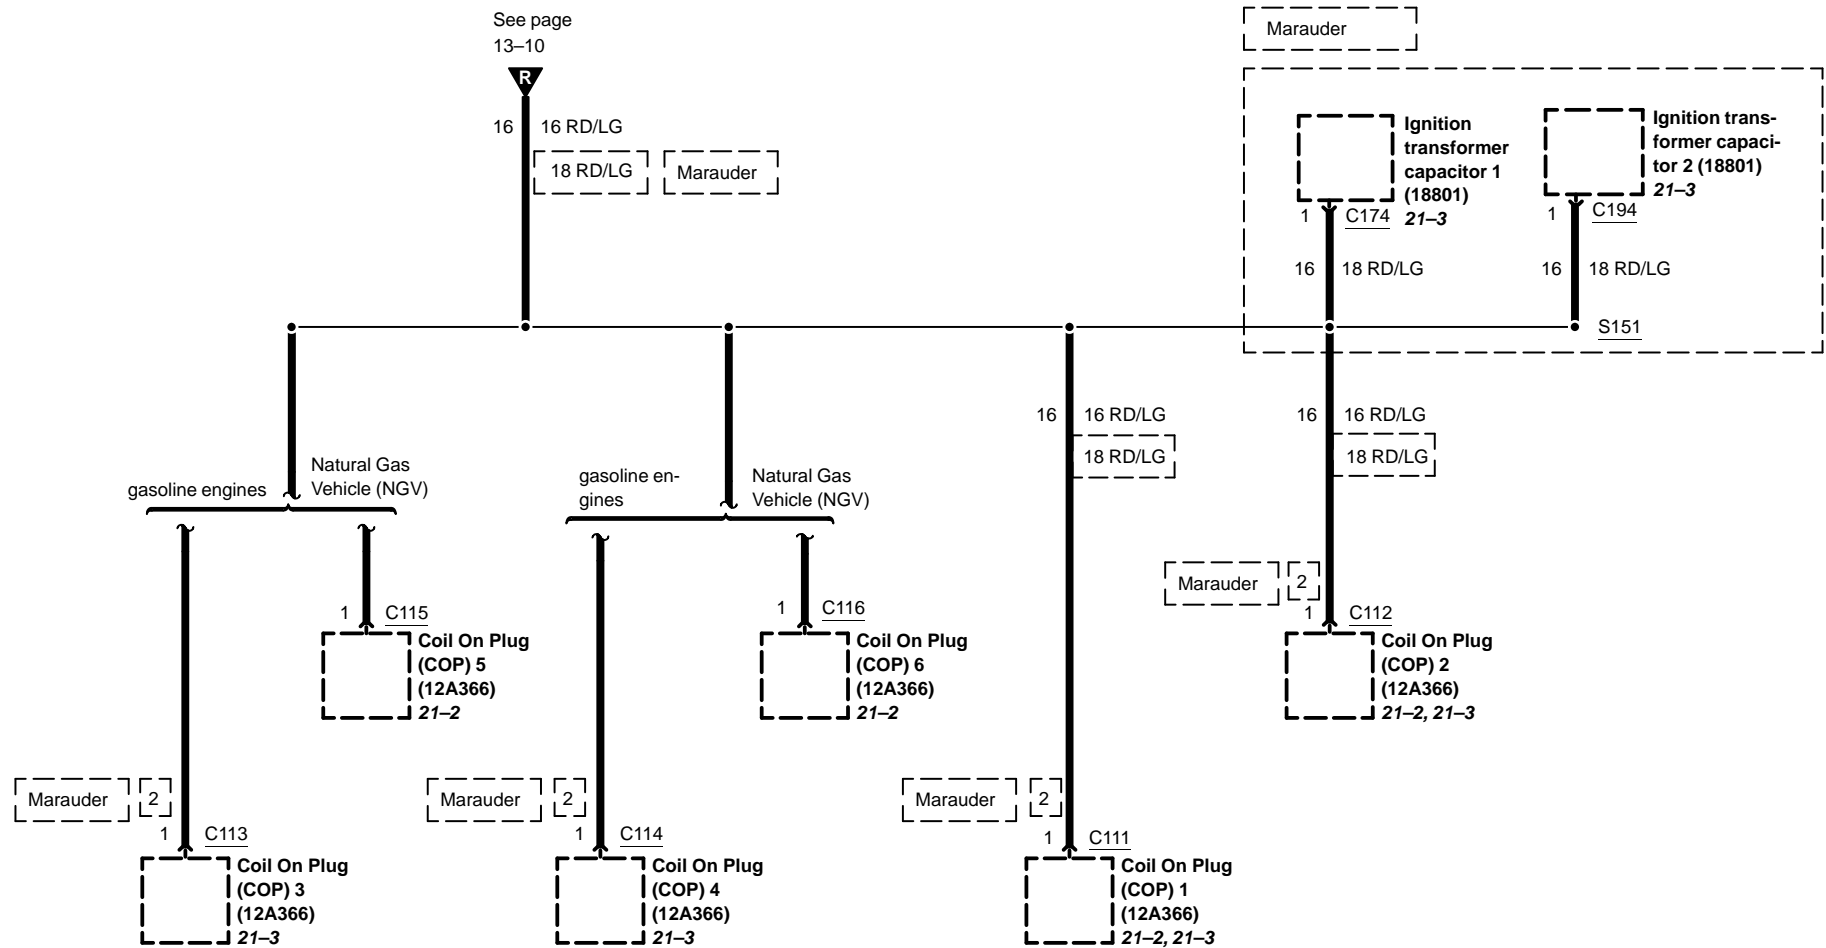 See page
13–10
R
16
16 RD/LG
18 RD/LG
Marauder
Marauder
Ignition
transformer
capacitor 1
(18801)
21–3
1
C174
16
18 RD/LG
Ignition trans-
former capaci-
tor 2 (18801)
21–3
1
C194
16
18 RD/LG
S151
gasoline engines
Natural Gas
Vehicle (NGV)
gasoline en-
gines
Natural Gas
Vehicle (NGV)
16
16 RD/LG
18 RD/LG
16
16 RD/LG
18 RD/LG
1
C115
Coil On Plug
(COP) 5
(12A366)
21–2
1
C116
Coil On Plug
(COP) 6
(12A366)
21–2
Marauder
2
1
C112
Coil On Plug
(COP) 2
(12A366)
21–2, 21–3
Marauder
2
1
C113
Coil On Plug
(COP) 3
(12A366)
21–3
Marauder
2
1
C114
Coil On Plug
(COP) 4
(12A366)
21–3
Marauder
2
1
C111
Coil On Plug
(COP) 1
(12A366)
21–2, 21–3